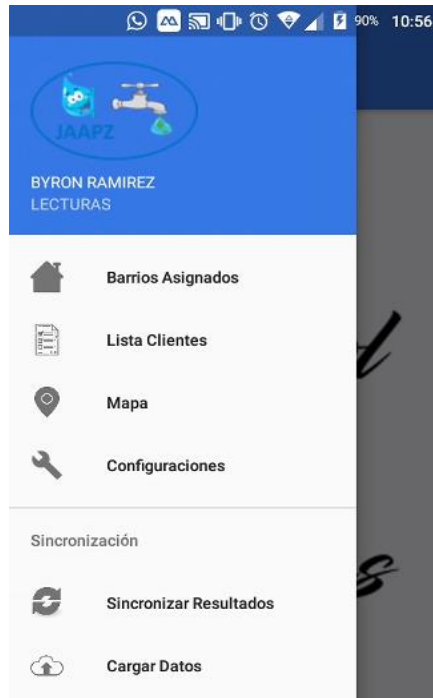 90% 10:56
JAAPZ
BYRON RAMIREZ
LECTURAS
Barrios Asignados
Lista Clientes
Mapa
Configuraciones
Sincronización
Sincronizar Resultados
Cargar Datos